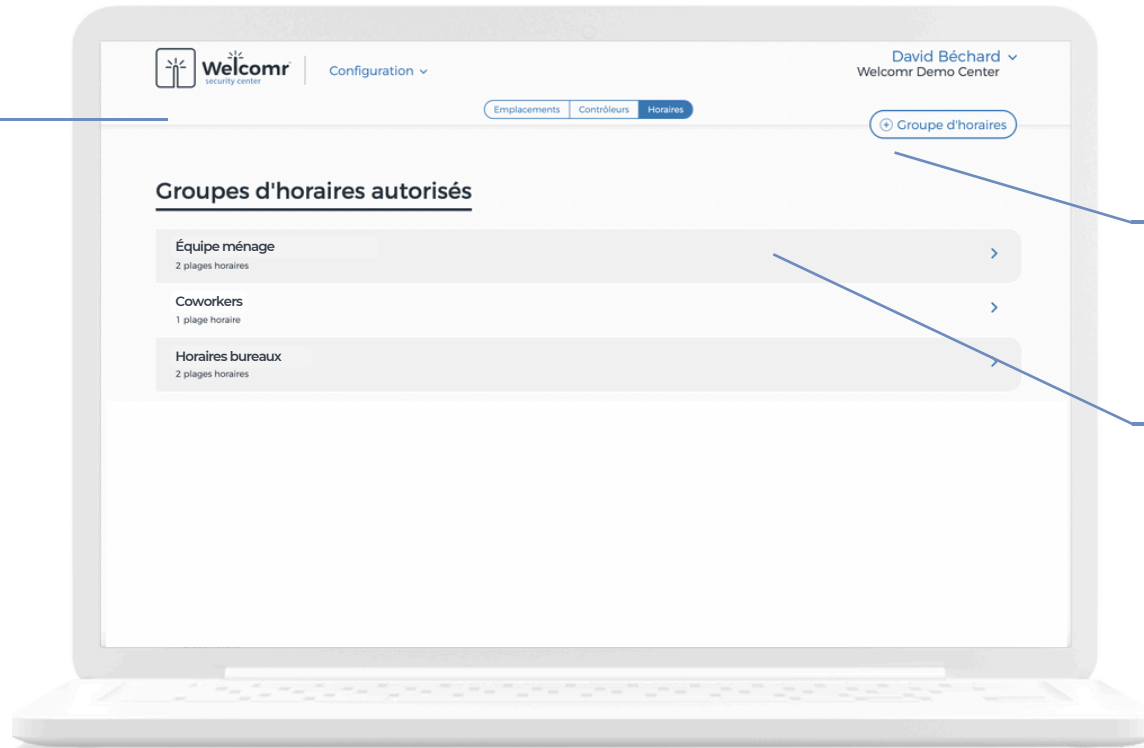 Welcomr
security center
Configuration
David Béchard
Welcomr Demo Center
Emplacements
Contrôleurs
Horaires
Groupe d'horaires
Groupes d'horaires autorisés
Équipe ménage
2 plages horaires
Coworkers
1 plage horaire
Horaires bureaux
2 plages horaires